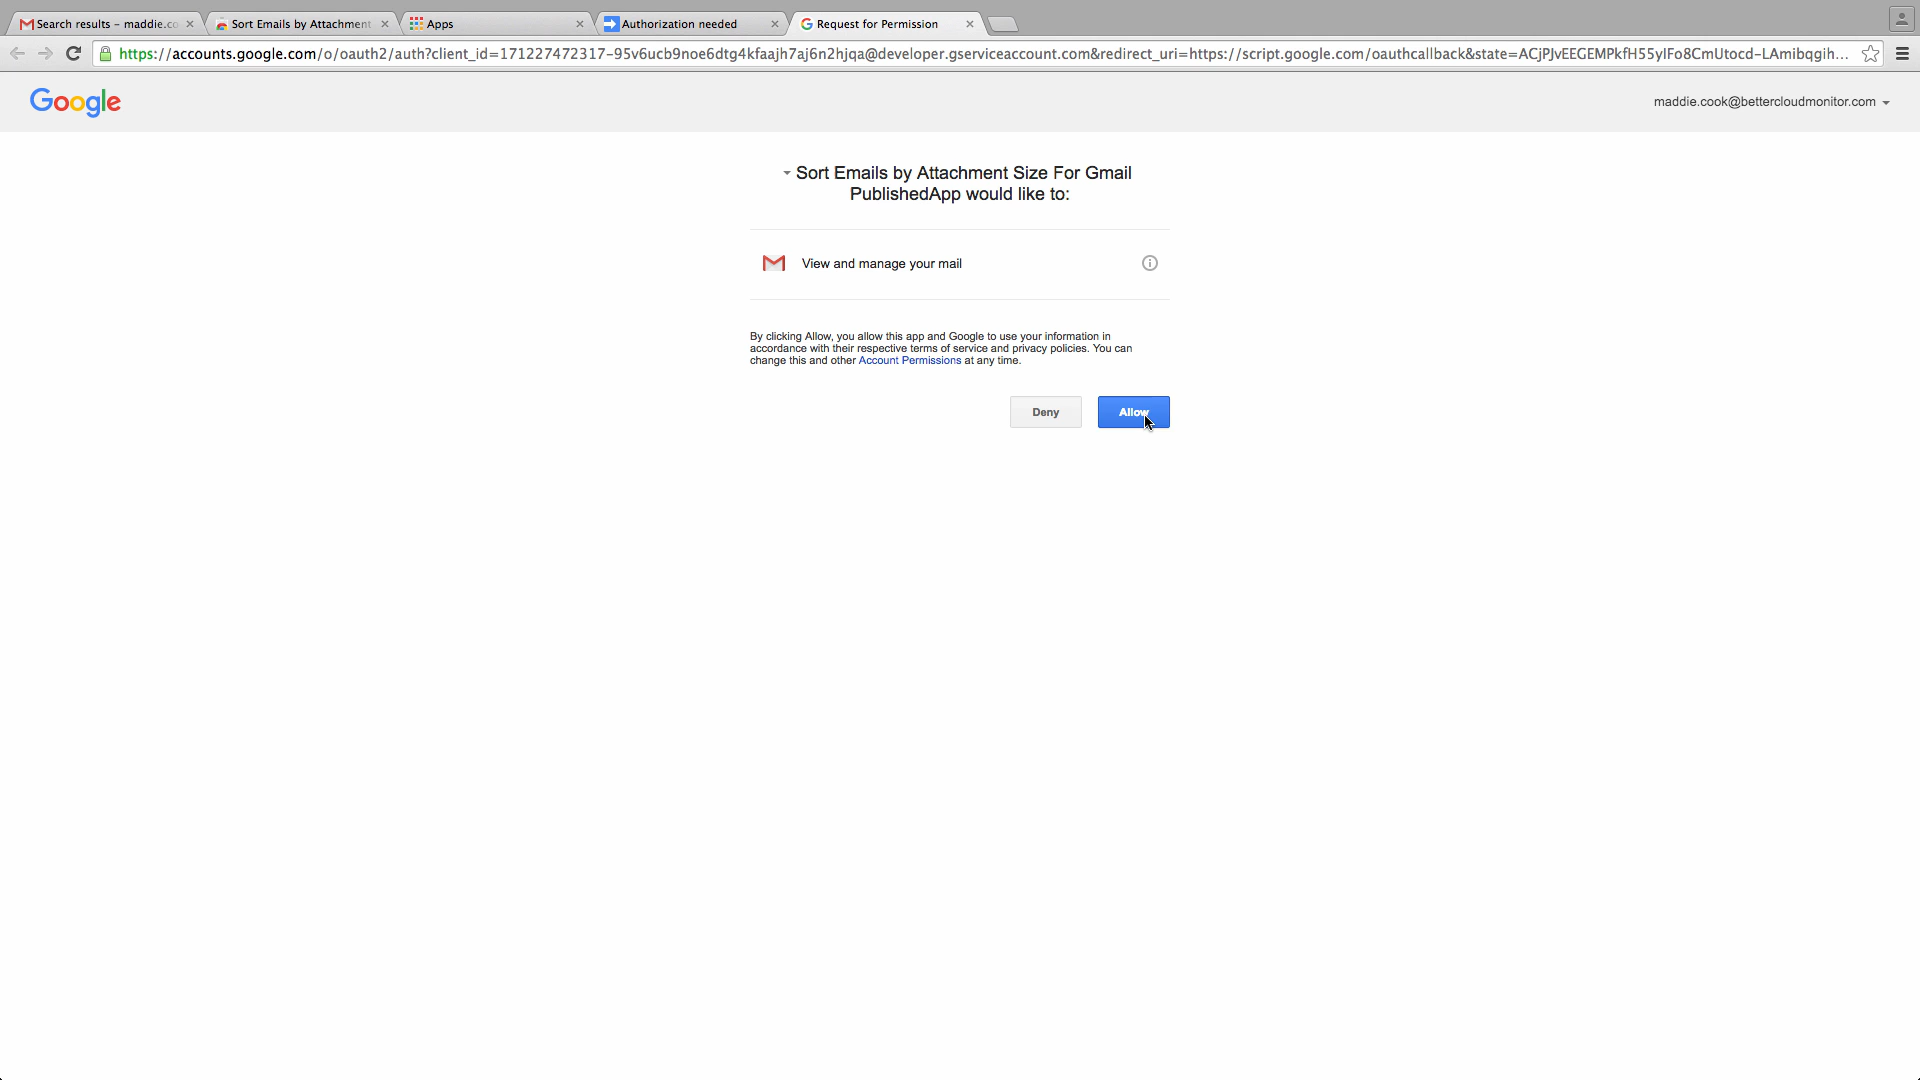 Search results – maddie.co
Sort Emails by Attachment
Apps
Authorization needed
Request for Permission
https://accounts.google.com/o/oauth2/auth?client_id=171227472317-95v6ucb9noe6dtg4kfaajh7aj6n2hjqa@developer.gserviceaccount.com&redirect_uri=https://script.google.com/oauthcallback&state=ACjPJvEEGEMPkfH55yIFo8CmUtocd-LAmibqgih...
Google
maddie.cook@bettercloudmonitor.com
Sort Emails by Attachment Size For Gmail
PublishedApp would like to:
View and manage your mail
By clicking Allow, you allow this app and Google to use your information in
accordance with their respective terms of service and privacy policies. You can
change this and other Account Permissions at any time.
Deny
Allow